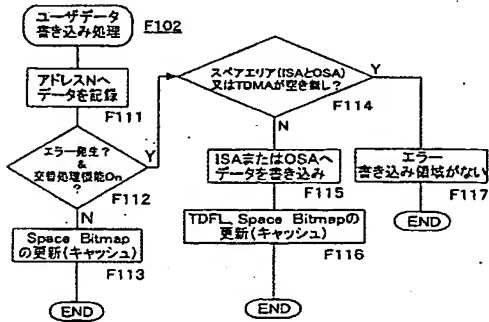 ユーザデータ
書き込み処理
F102
アドレスNへ
データを記録
F111
エラー発生?
&
交替処理機能On
?
Y
F112
N
Space Bitmap
の更新(キャッシュ)
F113
END
スペアエリア(ISAとOSA)
又はTDMAが空き無し?
Y
F114
N
ISAまたはOSAへ
データを書き込み
F115
TDFL、Space Bitmapの
更新(キャッシュ)
F116
END
エラー
書き込み領域がない
F117
END